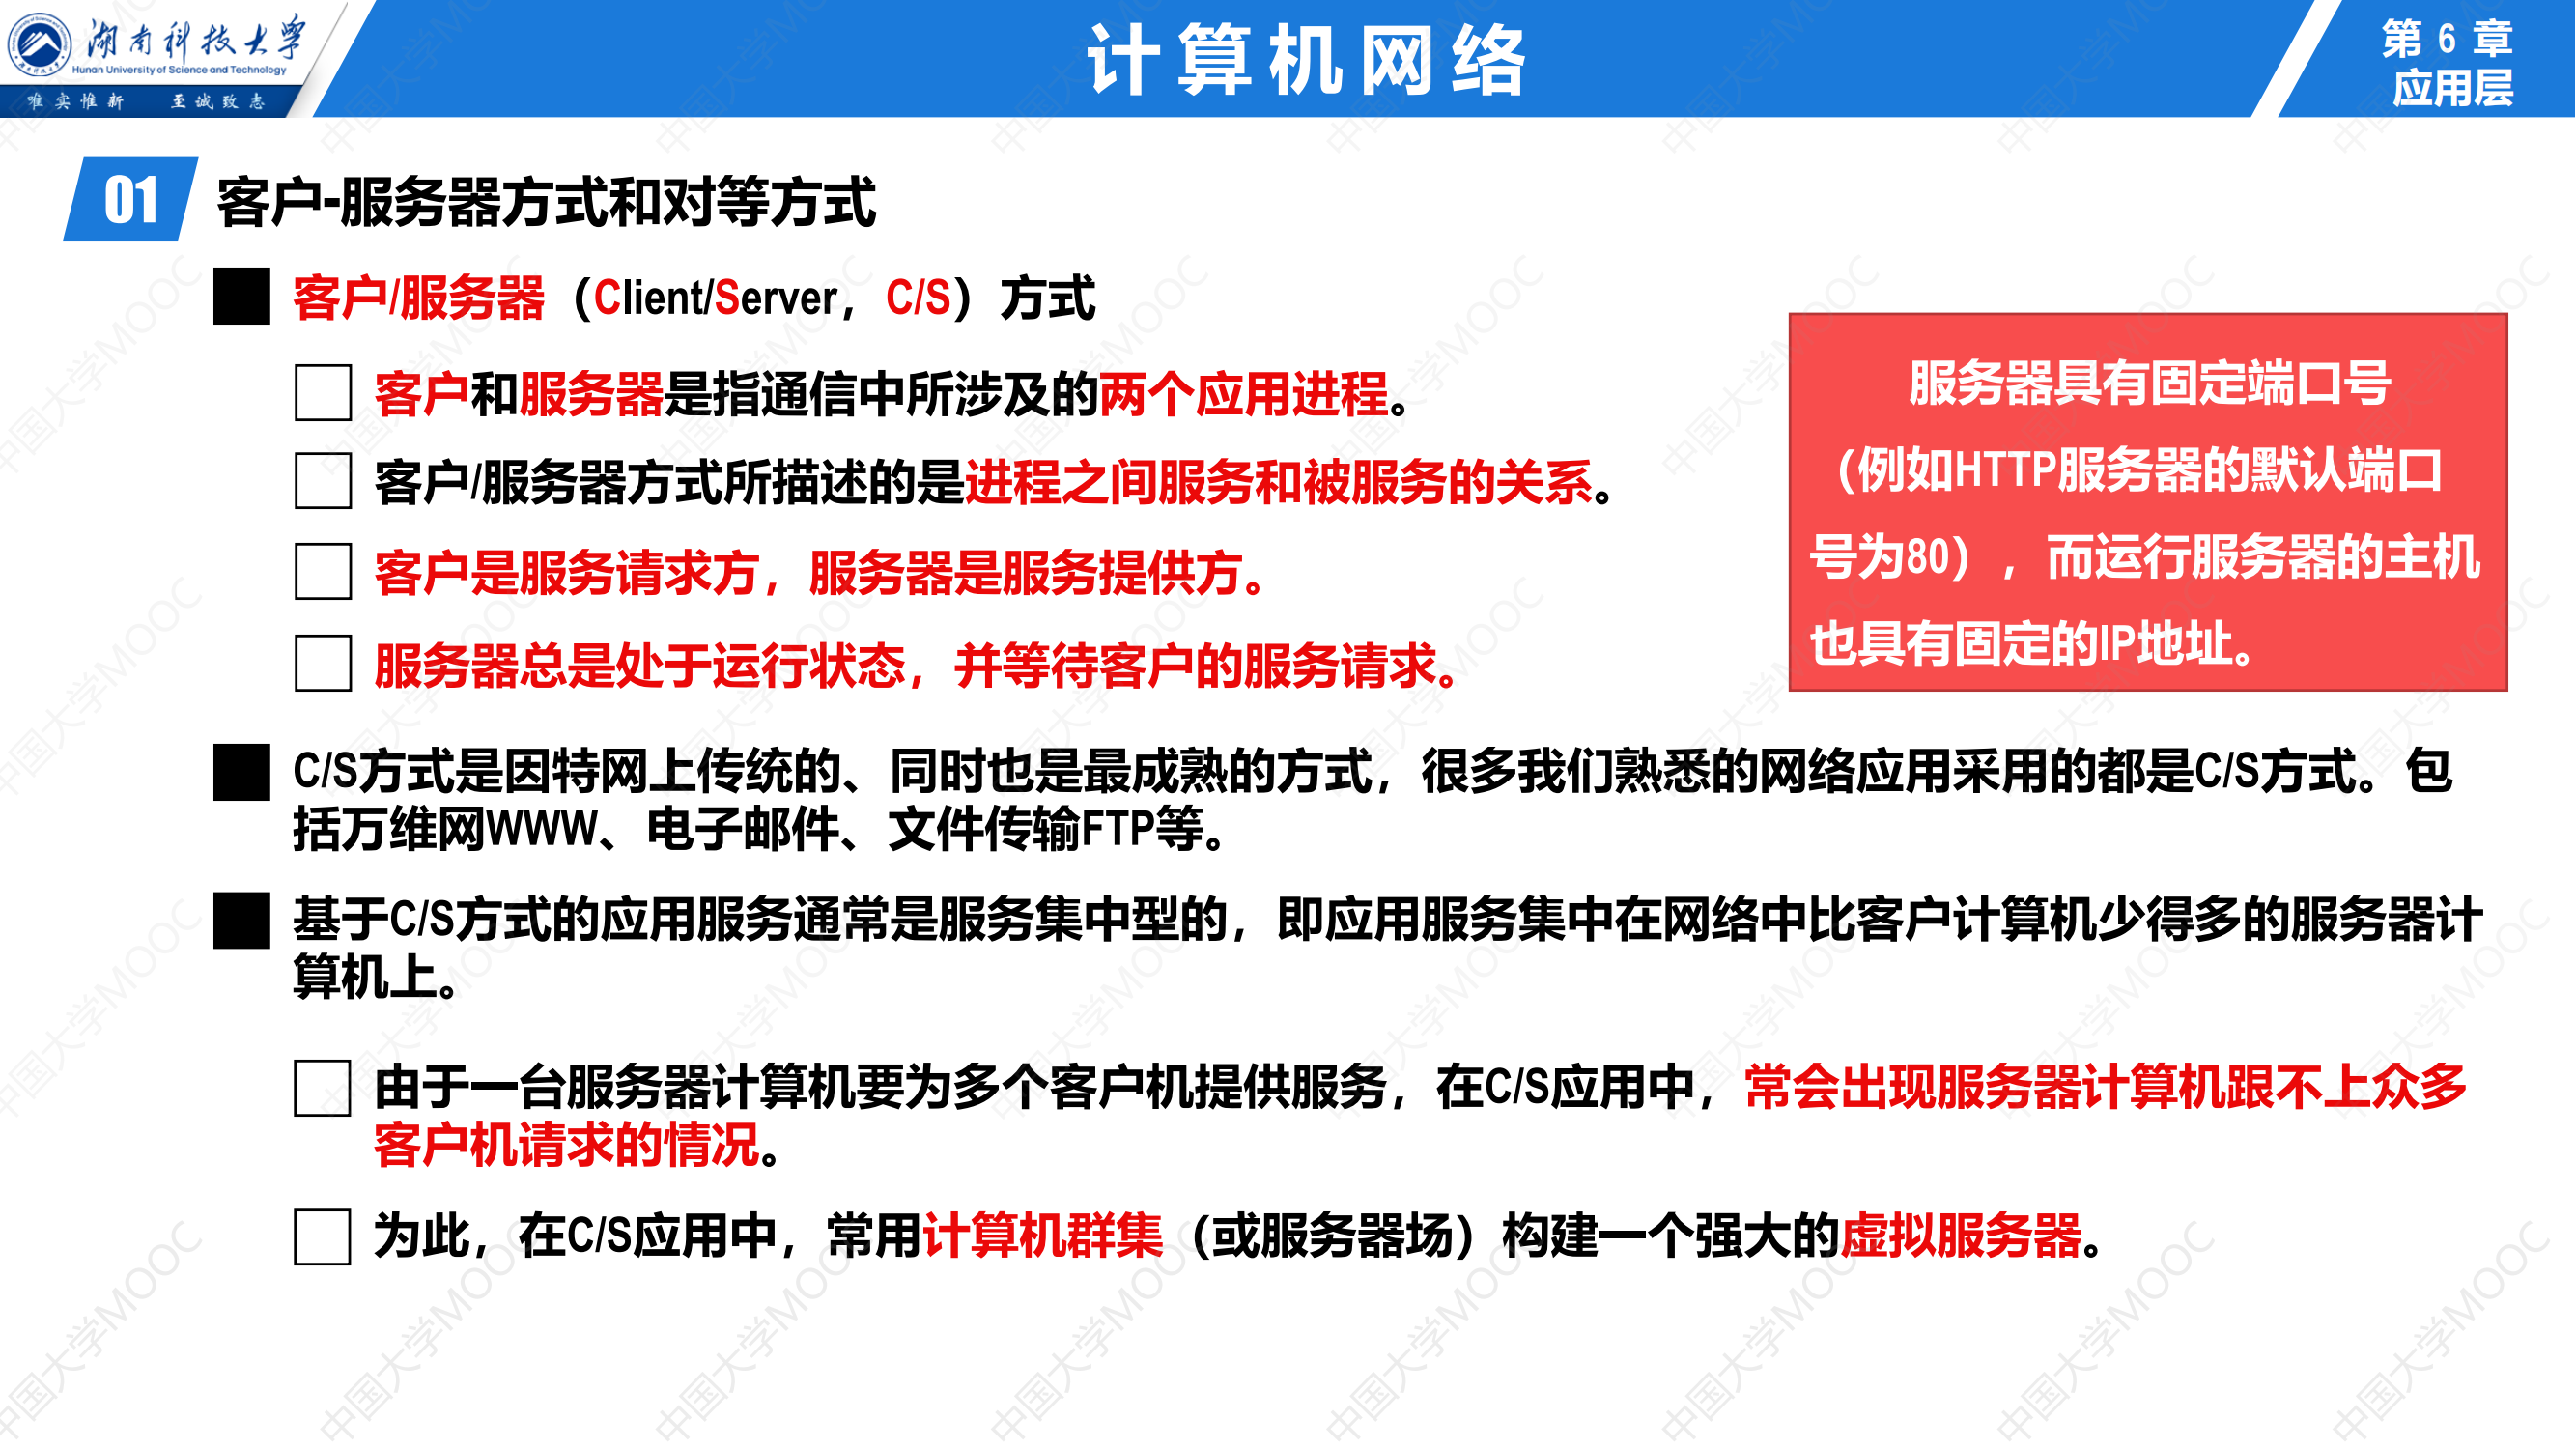 湖南科技大学
Hunan University of Science and Technology
唯实惟新 至诚致志
计算机网络
第 6 章
应用层
01 客户-服务器方式和对等方式
客户/服务器（Client/Server，C/S）方式
客户和服务器是指通信中所涉及的两个应用进程。
客户/服务器方式所描述的是进程之间服务和被服务的关系。
客户是服务请求方，服务器是服务提供方。
服务器总是处于运行状态，并等待客户的服务请求。
服务器具有固定端口号
（例如HTTP服务器的默认端口
号为80），而运行服务器的主机
也具有固定的IP地址。
C/S方式是因特网上传统的、同时也是最成熟的方式，很多我们熟悉的网络应用采用的都是C/S方式。包
括万维网WWW、电子邮件、文件传输FTP等。
基于C/S方式的应用服务通常是服务集中型的，即应用服务集中在网络中比客户计算机少得多的服务器计
算机上。
由于一台服务器计算机要为多个客户机提供服务，在C/S应用中，常会出现服务器计算机跟不上众多
客户机请求的情况。
为此，在C/S应用中，常用计算机群集（或服务器场）构建一个强大的虚拟服务器。
中国大学MOOC